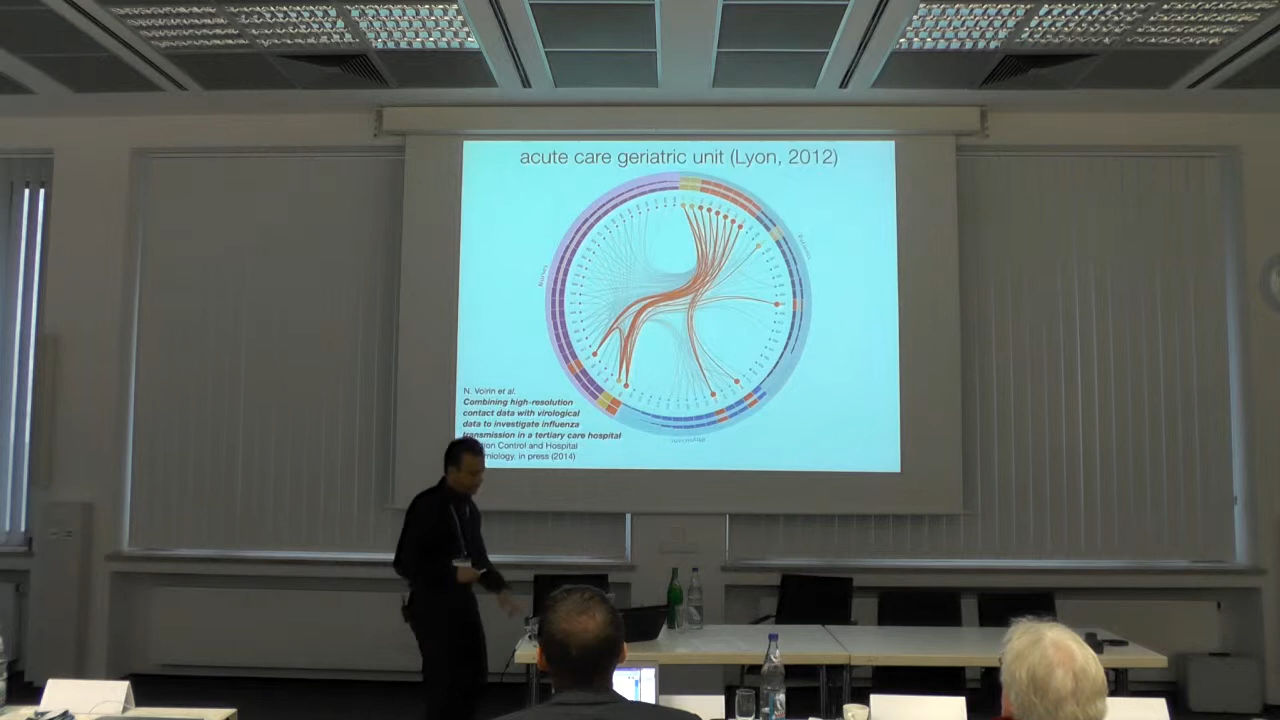 acute care geriatric unit (Lyon, 2012)
N. Voirin et al.
Combining high-resolution
contact data with virological
data to investigate influenza
transmission in a tertiary care hospital
Control and Hospital
in press (2014)